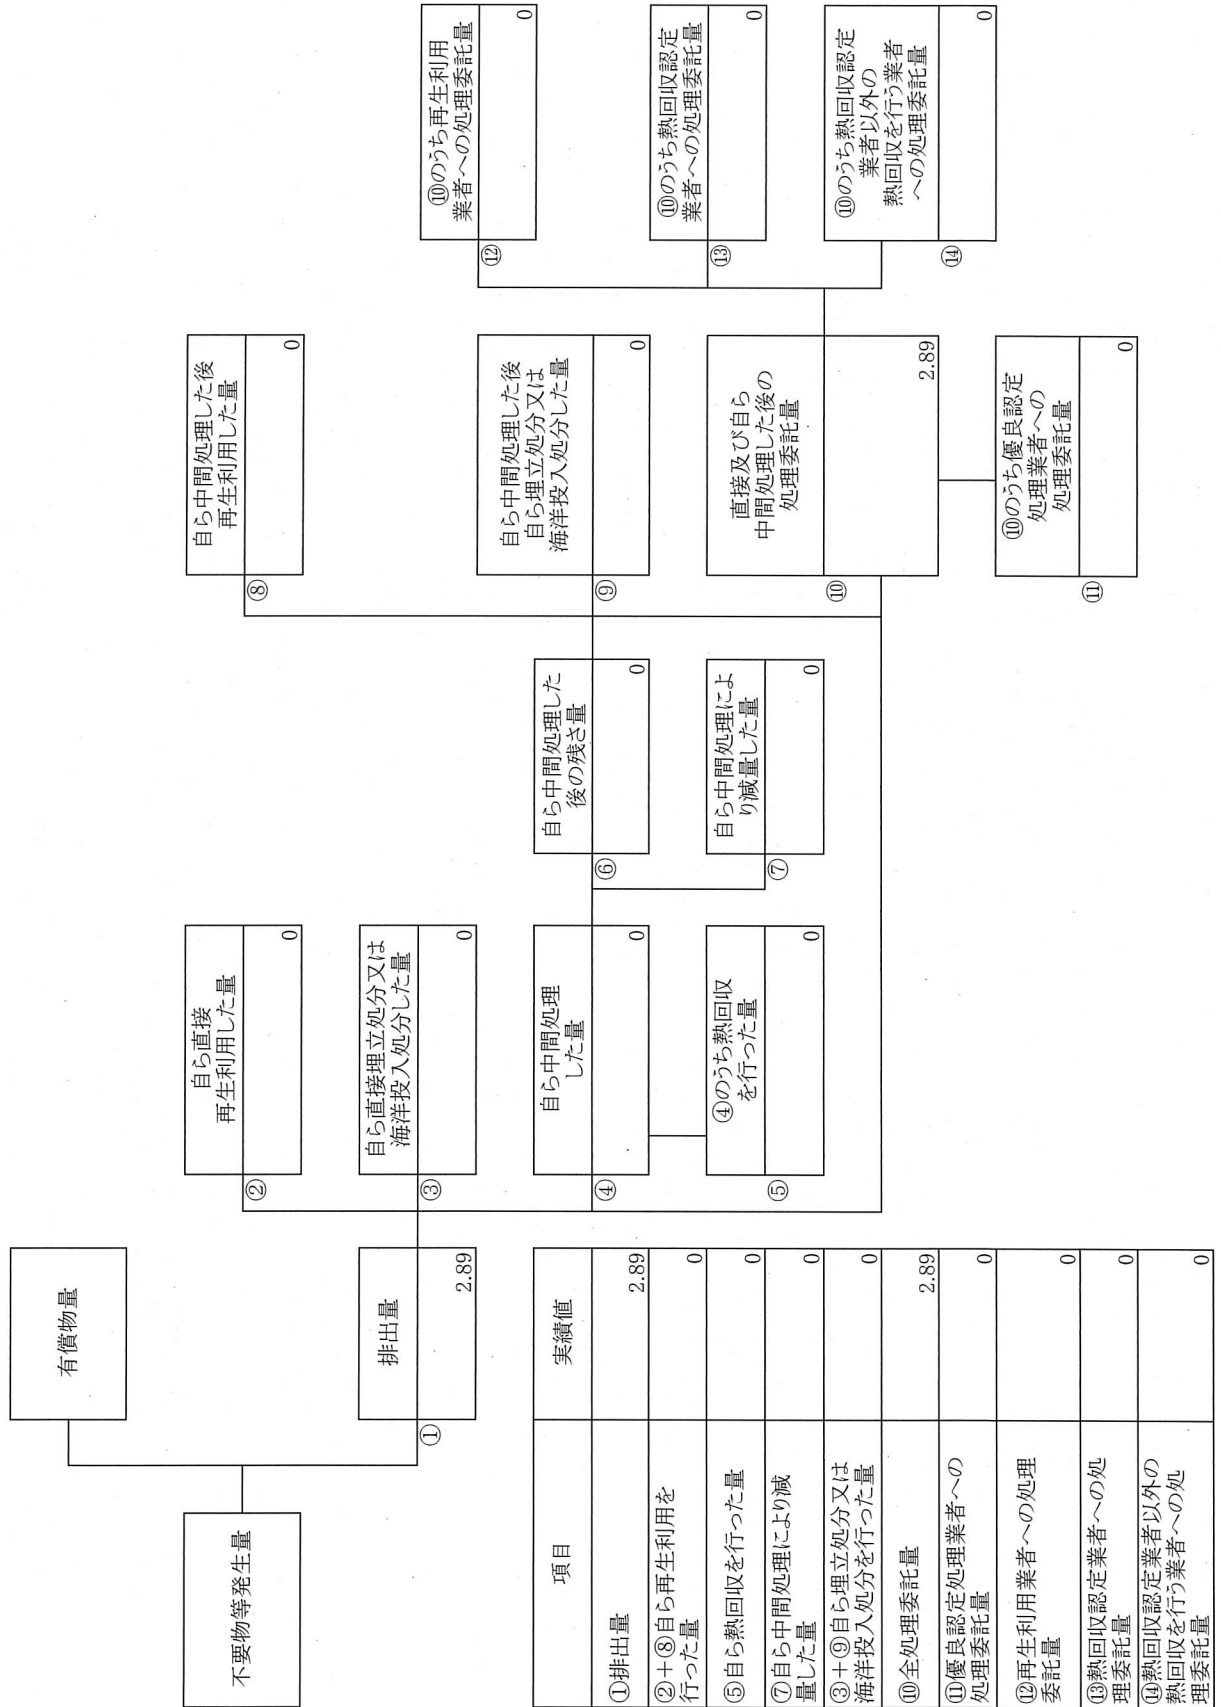 不要物等発生量
有償物量
排出量
①
2.89
自ら直接
再生利用した量
②
0
自ら直接埋立処分又は
海洋投入処分した量
③
0
自ら中間処理
した量
④
0
④のうち熱回収
を行った量
⑤
0
自ら中間処理した
後の残さ量
⑥
0
自ら中間処理によ
り減量した量
⑦
0
自ら中間処理した後
再生利用した量
⑧
0
自ら中間処理した後
自ら埋立処分又は
海洋投入処分した量
⑨
0
直接及び自ら
中間処理した後の
処理委託量
⑩
2.89
⑩のうち優良認定
処理業者への
処理委託量
⑪
0
⑩のうち再生利用
業者への処理委託量
⑫
0
⑩のうち熱回収認定
業者への処理委託量
⑬
0
⑩のうち熱回収認定
業者以外の
熱回収を行う業者
への処理委託量
⑭
0
項目 実績値
①排出量 2.89
②+⑧自ら再生利用を
行った量 0
⑤自ら熱回収を行った量 0
⑦自ら中間処理により減
量した量 0
③+⑨自ら埋立処分又は
海洋投入処分を行った量 0
⑩全処理委託量 2.89
⑪優良認定処理業者への
処理委託量 0
⑫再生利用業者への処理
委託量 0
⑬熱回収認定業者への処
理委託量 0
⑭熱回収認定業者以外の
熱回収を行う業者への処
理委託量 0